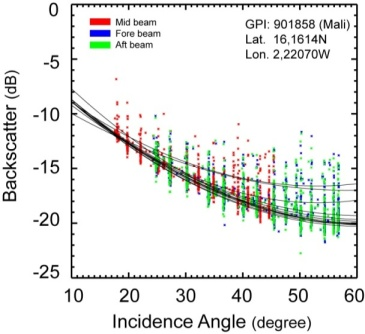 0
-5
-10
-15
-20
-25
Backscatter (dB)
Mid beam
Fore beam
Aft beam
GPI: 901858 (Mali)
Lat. 16,1614N
Lon. 2,22070W
10 20 30 40 50 60
Incidence Angle (degree)